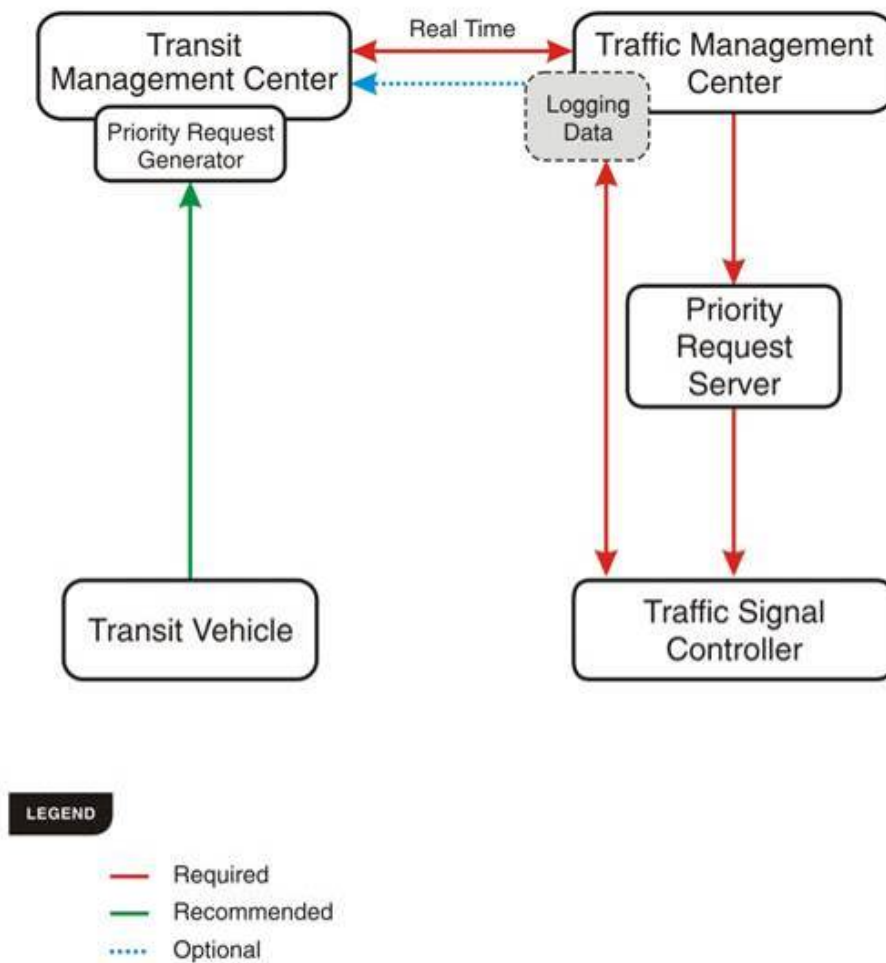 Transit
Management Center
Real Time
Traffic Management
Center
Logging
Data
Priority Request
Generator
Priority
Request
Server
Transit Vehicle
Traffic Signal
Controller
LEGEND
Required
Recommended
Optional